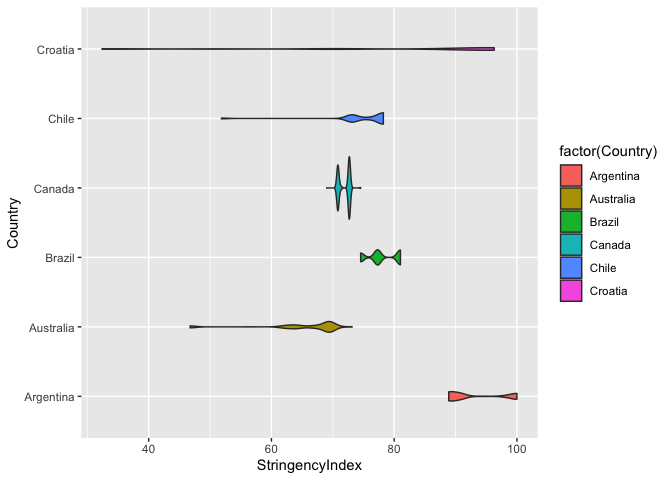 Croatia
Chile
Canada
Brazil
Australia
Argentina
Country
40 60 80 100
StringencyIndex
factor(Country)
Argentina
Australia
Brazil
Canada
Chile
Croatia